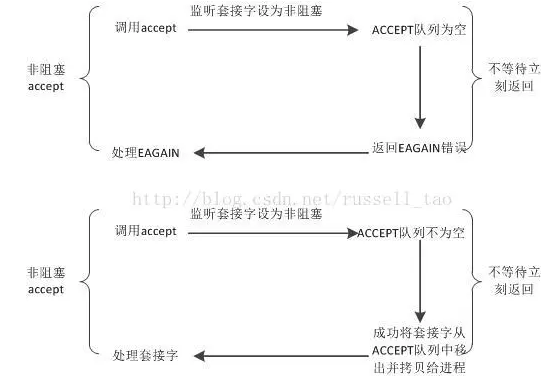 监听套接字设为非阻塞
调用accept
ACCEPT队列为空
非阻塞
accept
不等待立
刻返回
处理EAGAIN
返回EAGAIN错误
http://blog.csdn.net/russell_tao
监听套接字设为非阻塞
调用accept
ACCEPT队列不为空
非阻塞
accept
不等待立
刻返回
成功将套接字从
处理套接字
ACCEPT队列中移
出并拷贝给进程